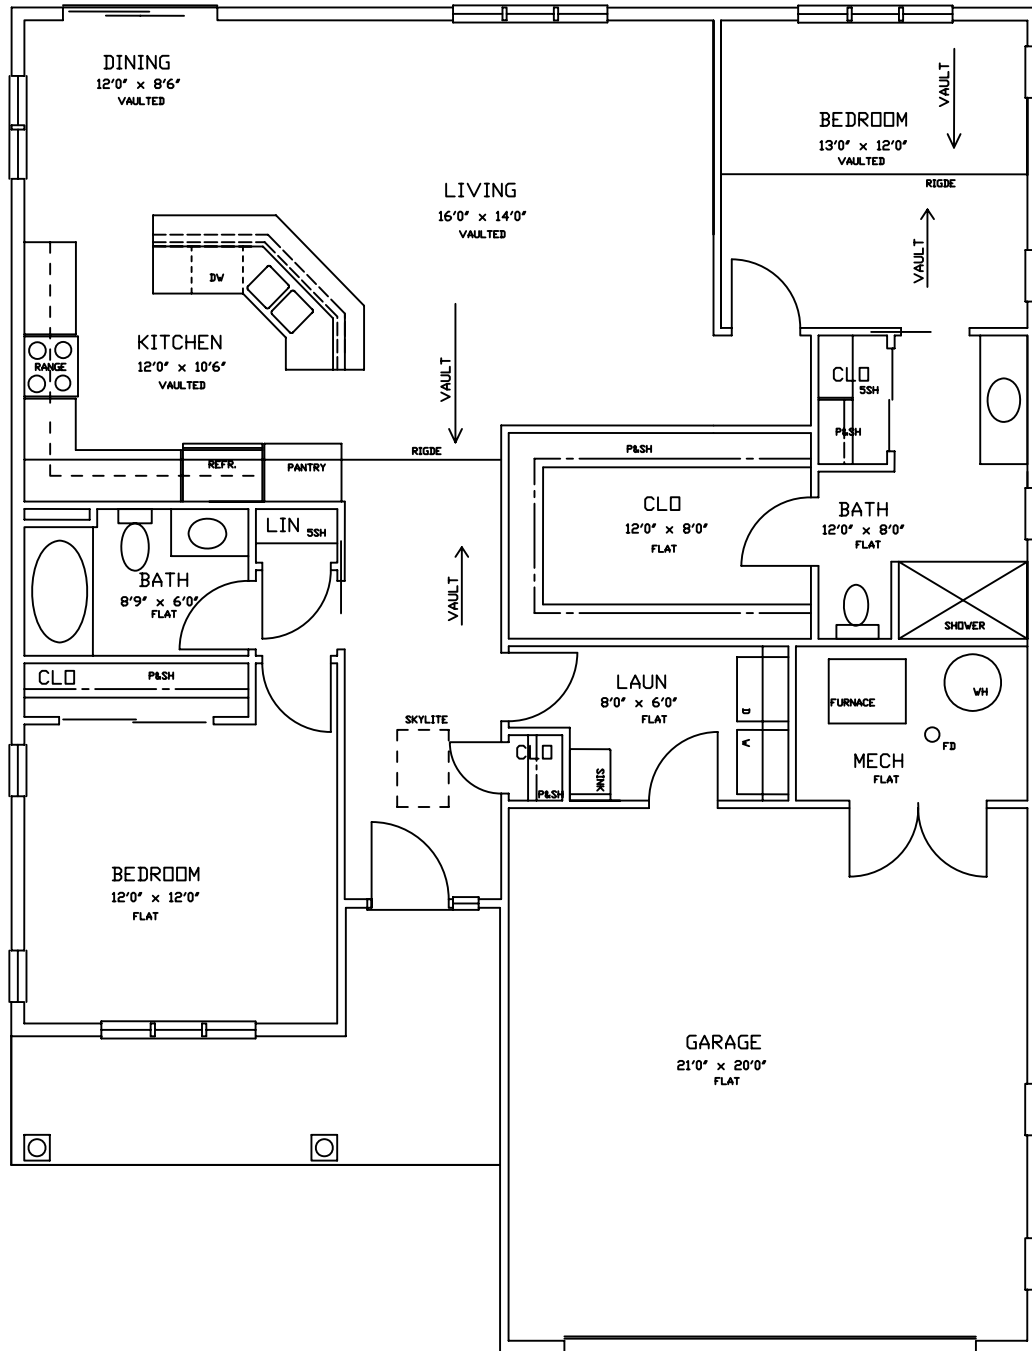 DINING
12'0" x 8'6"
VAULTED
VAULT
BEDROOM
13'0" x 12'0"
VAULTED
RIGDE
LIVING
16'0" x 14'0"
VAULTED
VAULT
DW
KITCHEN
12'0" x 10'6"
VAULTED
RANGE
VAULT
CLO
5SH
P&SH
RIGDE
REFR.
PANTRY
P&SH
CLO
12'0" x 8'0"
FLAT
BATH
12'0" x 8'0"
FLAT
LIN
5SH
BATH
8'9" x 6'0"
FLAT
VAULT
SHOWER
CLO
P&SH
LAUN
8'0" x 6'0"
FLAT
D
W
FURNACE
WH
FD
MECH
FLAT
SKYLITE
CLO
P&SH
SINK
BEDROOM
12'0" x 12'0"
FLAT
GARAGE
21'0" x 20'0"
FLAT